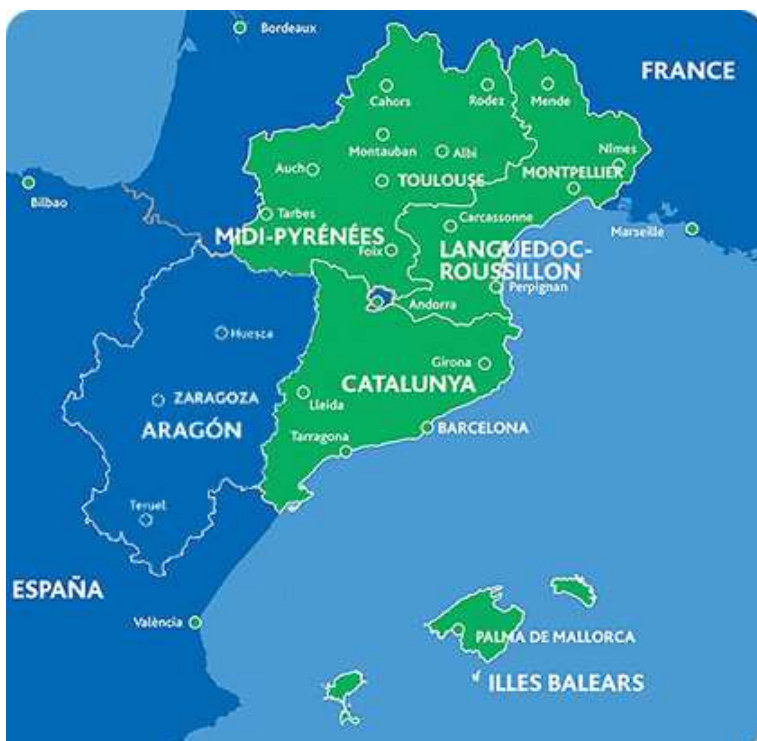 Bordeaux
FRANCE
Cahors
Rodez
Mende
Montauban
Albi
Nîmes
Auch
TOULOUSE
MONTPELLIER
Bilbao
Tarbes
Carcassonne
Marseille
MIDI-PYRÉNÉES
Foix
LANGUEDOC-
ROUSSILLON
Perpignan
Andorra
Huesca
Girona
CATALUNYA
ZARAGOZA
Lleida
ARAGÓN
Tarragona
BARCELONA
Teruel
ESPAÑA
València
PALMA DE MALLORCA
ILLES BALEARS